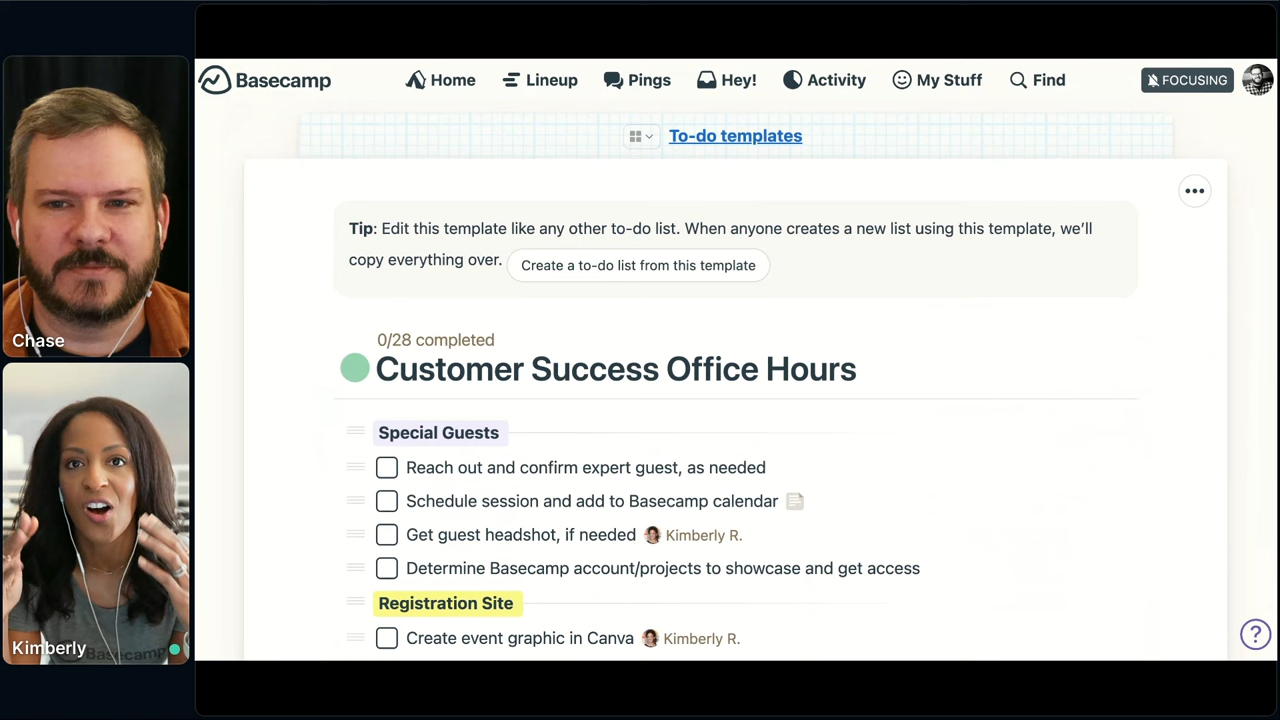 Basecamp
Home
Lineup
Pings
Hey!
Activity
My Stuff
Find
FOCUSING
To-do templates
Tip: Edit this template like any other to-do list. When anyone creates a new list using this template, we’ll
copy everything over. Create a to-do list from this template
0/28 completed
Customer Success Office Hours
Special Guests
Reach out and confirm expert guest, as needed
Schedule session and add to Basecamp calendar
Get guest headshot, if needed Kimberly R.
Determine Basecamp account/projects to showcase and get access
Registration Site
Create event graphic in Canva Kimberly R.
?
Chase
Kimberly
Basecamp